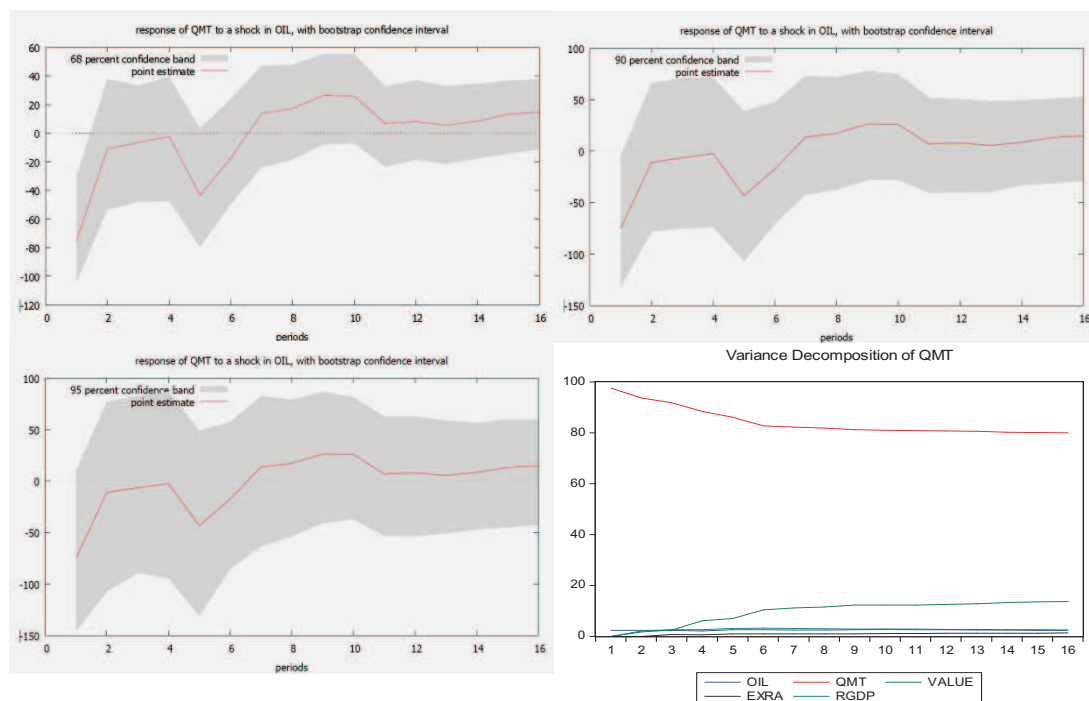 response of QMT to a shock in OIL, with bootstrap confidence interval
68 percent confidence band
point estimate
60
40
20
0
-20
-40
-60
-80
-100
-120
0 2 4 6 8 10 12 14 16
periods
response of QMT to a shock in OIL, with bootstrap confidence interval
90 percent confidence band
point estimate
100
50
0
-50
-100
-150
0 2 4 6 8 10 12 14 16
periods
response of QMT to a shock in OIL, with bootstrap confidence interval
95 percent confidence band
point estimate
100
50
0
-50
-100
-150
0 2 4 6 8 10 12 14 16
periods
Variance Decomposition of QMT
100
80
60
40
20
0
1 2 3 4 5 6 7 8 9 10 11 12 13 14 15 16
OIL QMT VALUE
EXRA RGDP